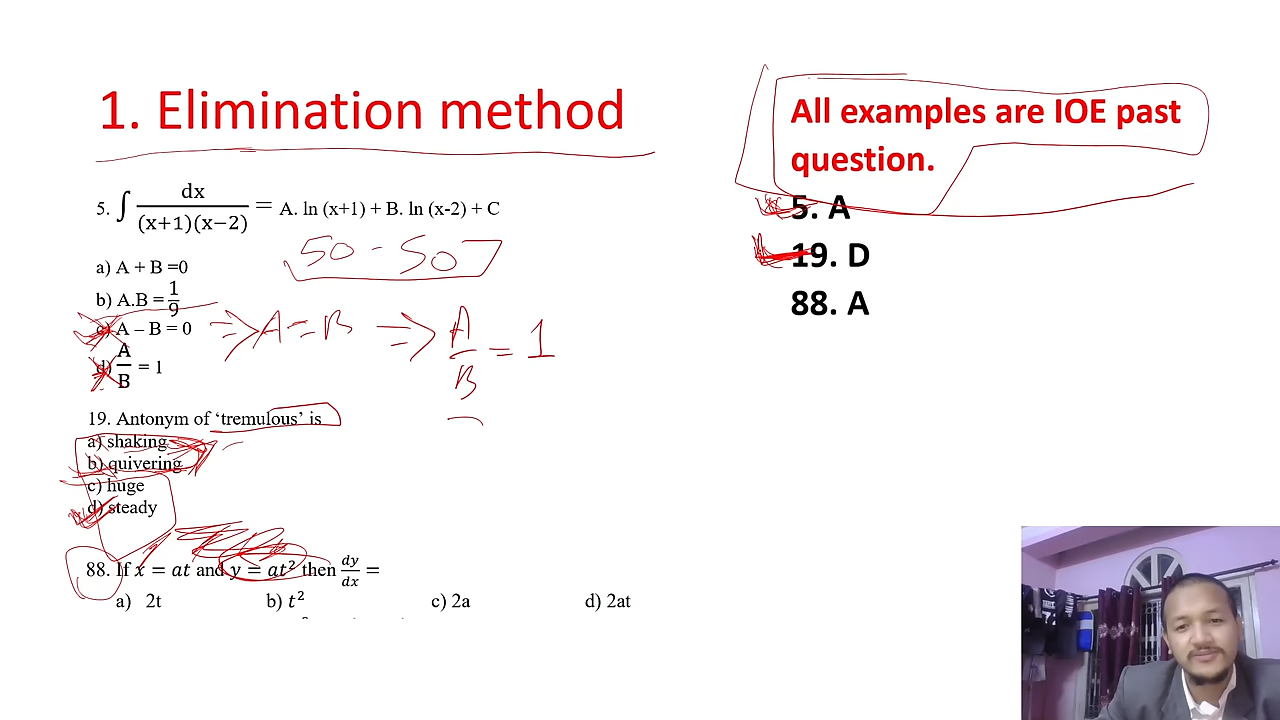 1. Elimination method
5. ∫ dx/((x+1)(x−2)) = A. ln (x+1) + B. ln (x-2) + C
50 - 50
a) A + B =0
b) A.B = 1/9
c) A – B = 0 => A = B => A/B = 1
d) A/B = 1
19. Antonym of ‘tremulous’ is
a) shaking
b) quivering
c) huge
d) steady
88. If x = at and y = at² then dy/dx =
a) 2t b) t² c) 2a d) 2at
All examples are IOE past
question.
5. A
19. D
88. A